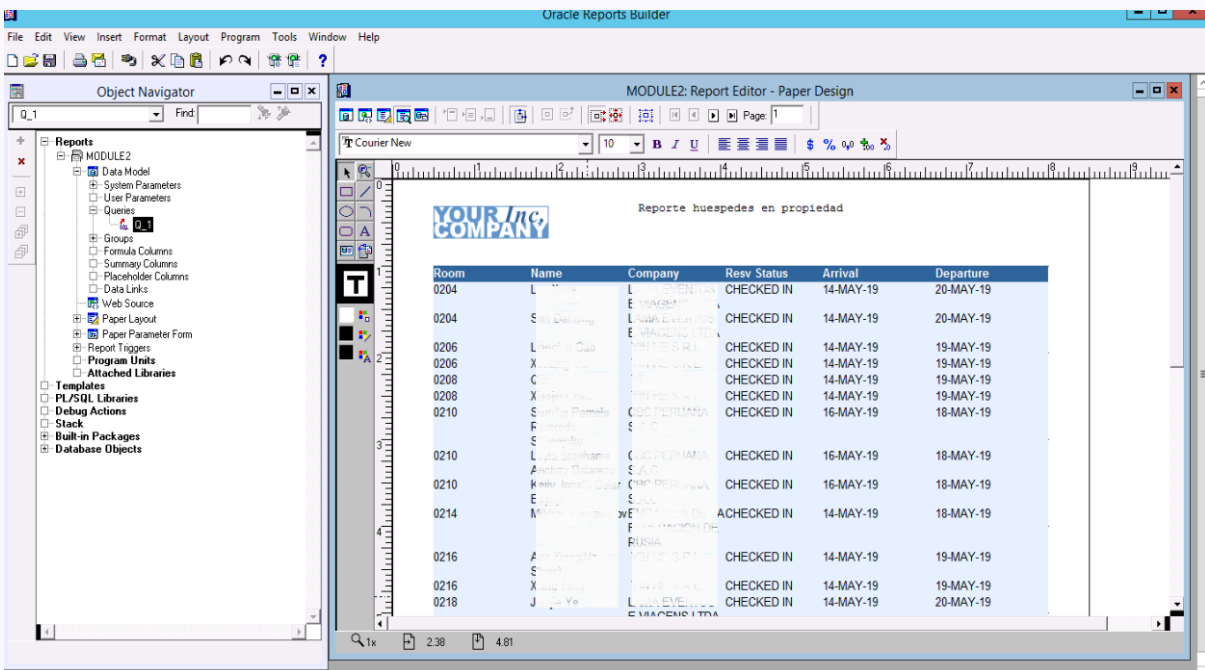 Oracle Reports Builder
File Edit View Insert Format Layout Program Tools Window Help
Object Navigator
Q_1 Find:
Reports
MODULE2
Data Model
System Parameters
User Parameters
Queries
Q_1
Groups
Formula Columns
Summary Columns
Placeholder Columns
Data Links
Web Source
Paper Layout
Paper Parameter Form
Report Triggers
Program Units
Attached Libraries
Templates
PL/SQL Libraries
Debug Actions
Stack
Built-in Packages
Database Objects
MODULE2: Report Editor - Paper Design
Page: 1
Courier New 10 B I U $ %
0 1 2 3 4 5 6 7 8 9
YOUR Inc,
COMPANY
Reporte huespedes en propiedad
Room Name Company Resv Status Arrival Departure
0204 CHECKED IN 14-MAY-19 20-MAY-19
0204 CHECKED IN 14-MAY-19 20-MAY-19
0206 CHECKED IN 14-MAY-19 19-MAY-19
0206 CHECKED IN 14-MAY-19 19-MAY-19
0208 CHECKED IN 14-MAY-19 19-MAY-19
0208 CHECKED IN 14-MAY-19 19-MAY-19
0210 CHECKED IN 16-MAY-19 18-MAY-19
0210 CHECKED IN 16-MAY-19 18-MAY-19
0210 CHECKED IN 16-MAY-19 18-MAY-19
0214 CHECKED IN 14-MAY-19 18-MAY-19
0216 CHECKED IN 14-MAY-19 19-MAY-19
0216 CHECKED IN 14-MAY-19 19-MAY-19
0218 CHECKED IN 14-MAY-19 20-MAY-19
1x 2.38 4.81